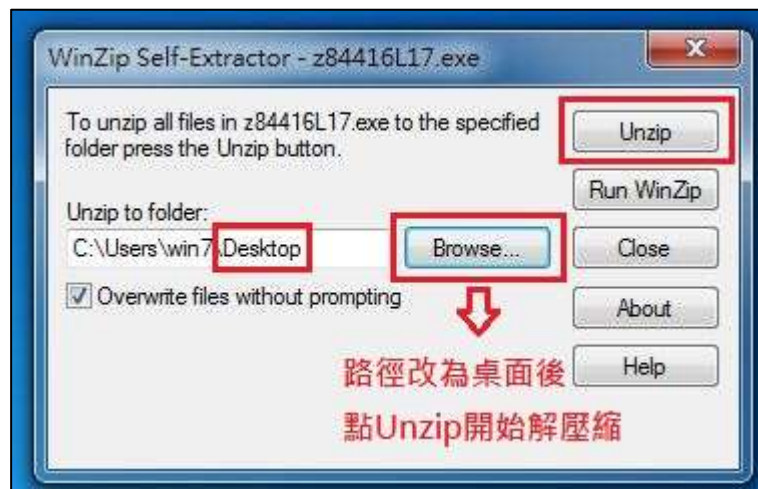 WinZip Self-Extractor - z84416L17.exe
To unzip all files in z84416L17.exe to the specified
folder press the Unzip button.
Unzip
Run WinZip
Unzip to folder:
C:\Users\win7\Desktop
Browse...
Close
Overwrite files without prompting
About
Help
路徑改為桌面後
點Unzip開始解壓縮